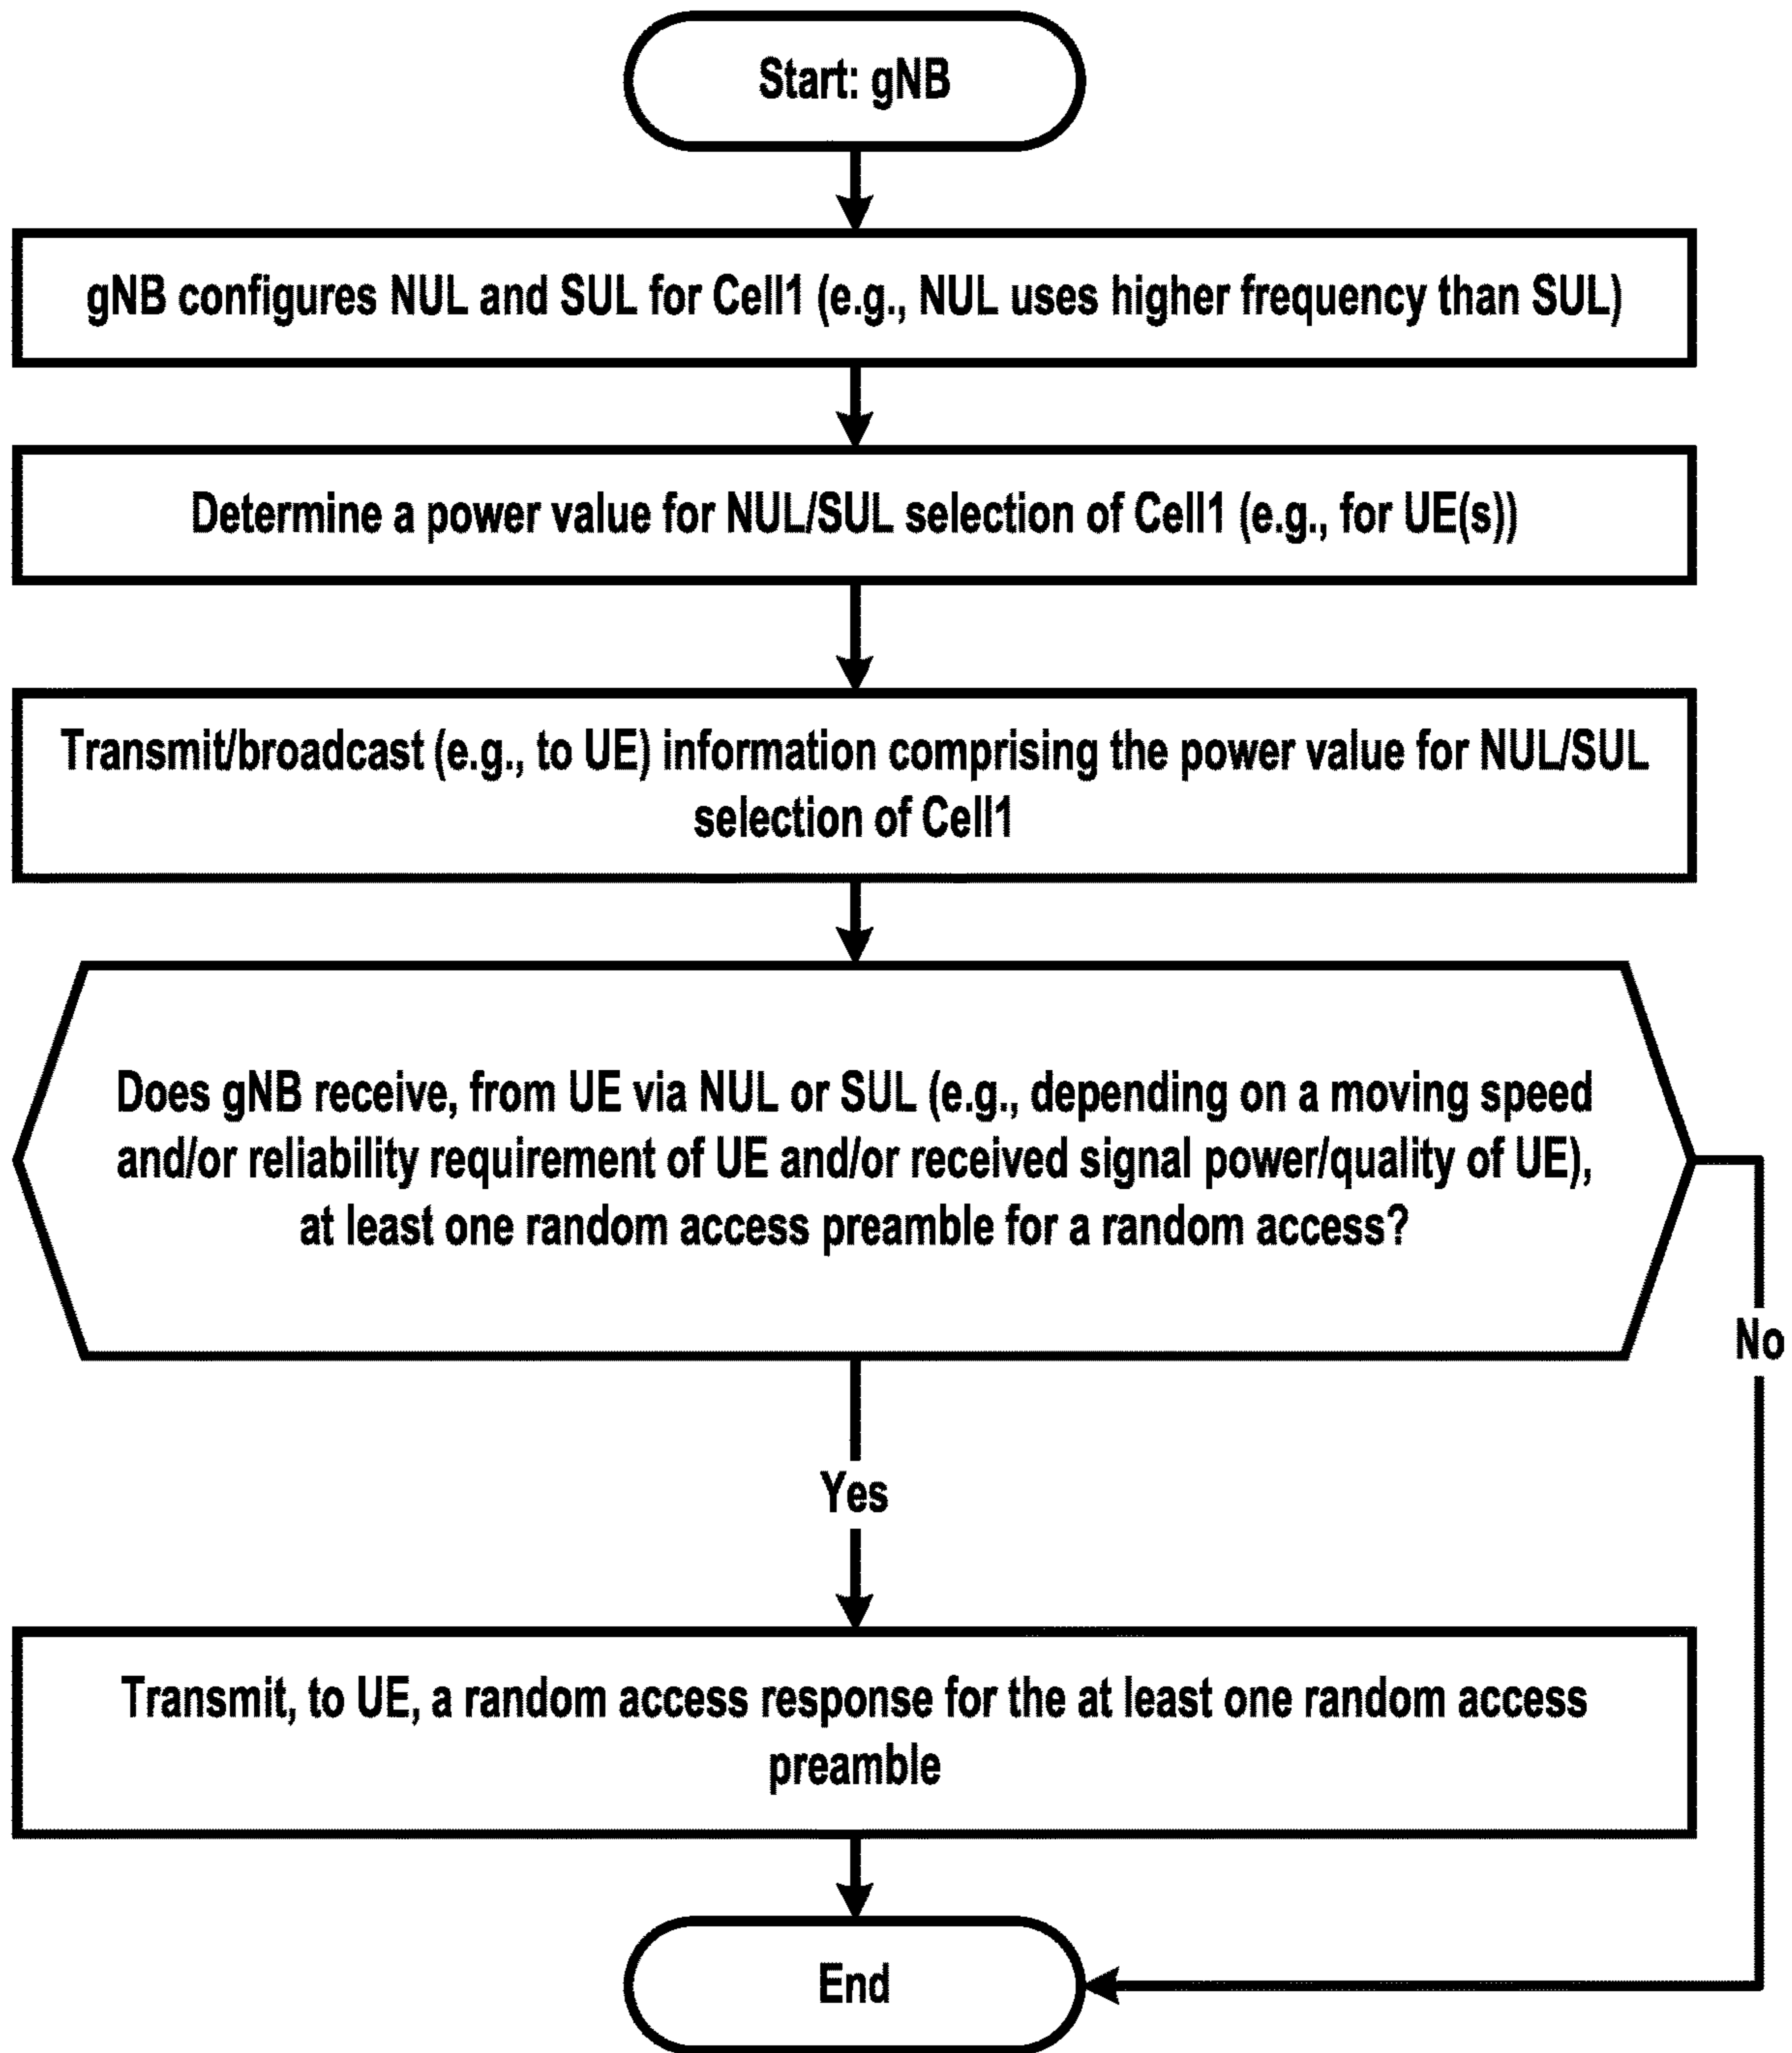 Start: gNB
gNB configures NUL and SUL for Cell1 (e.g., NUL uses higher frequency than SUL)
Determine a power value for NUL/SUL selection of Cell1 (e.g., for UE(s))
Transmit/broadcast (e.g., to UE) information comprising the power value for NUL/SUL
selection of Cell1
Does gNB receive, from UE via NUL or SUL (e.g., depending on a moving speed
and/or reliability requirement of UE and/or received signal power/quality of UE),
at least one random access preamble for a random access?
No
Yes
Transmit, to UE, a random access response for the at least one random access
preamble
End